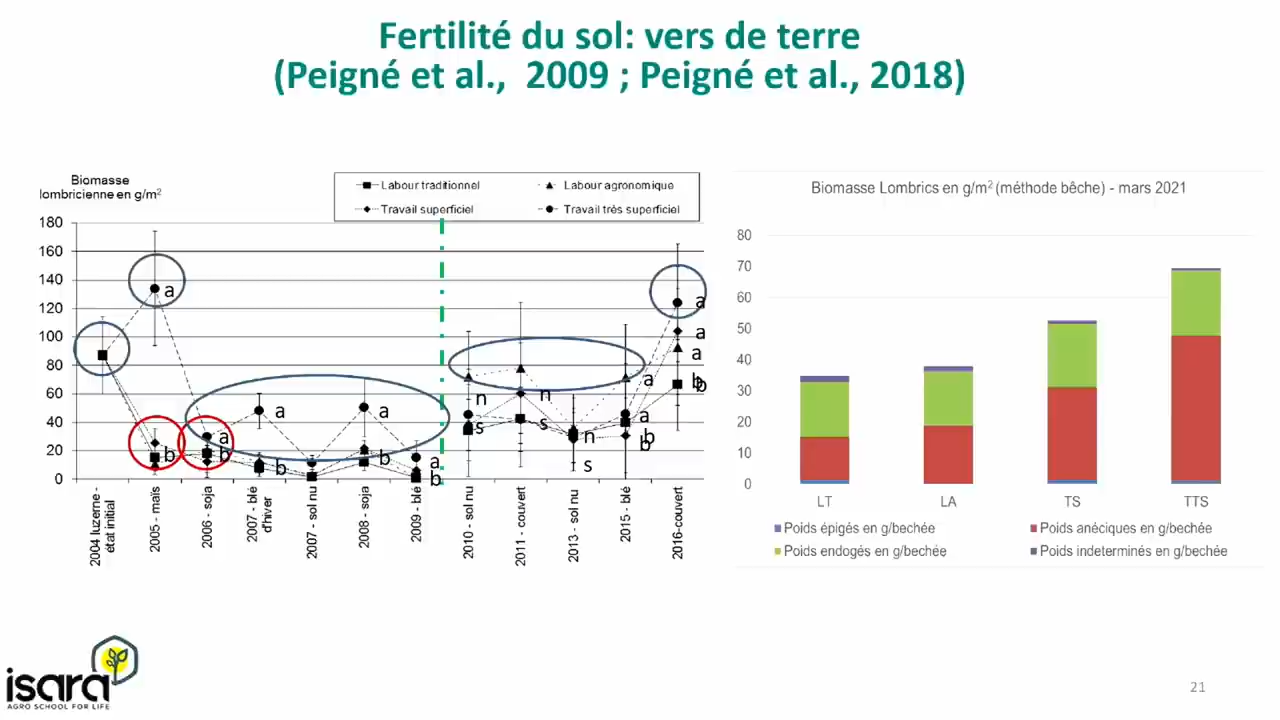 Fertilité du sol: vers de terre
(Peigné et al., 2009 ; Peigné et al., 2018)
Biomasse
lombricienne en g/m²
Labour traditionnel
Labour agronomique
Travail superficiel
Travail très superficiel
180
160
140
120
100
80
60
40
20
0
a
b
a
b
a
b
a
b
a
b
n
s
n
s
n
s
a
a
b
b
a
a
a
b
b
2004 luzerne -
état initial
2005 - maïs
2006 - soja
2007 - blé
d'hiver
2007 - sol nu
2008 - soja
2009 - blé
2010 - sol nu
2011 - couvert
2013 - sol nu
2015 - blé
2016-couvert
Biomasse Lombrics en g/m² (méthode bêche) - mars 2021
80
70
60
50
40
30
20
10
0
LT
LA
TS
TTS
Poids épigés en g/bechée
Poids anéciques en g/bechée
Poids endogés en g/bechée
Poids indeterminés en g/bechée
isara
AGRO SCHOOL FOR LIFE
21